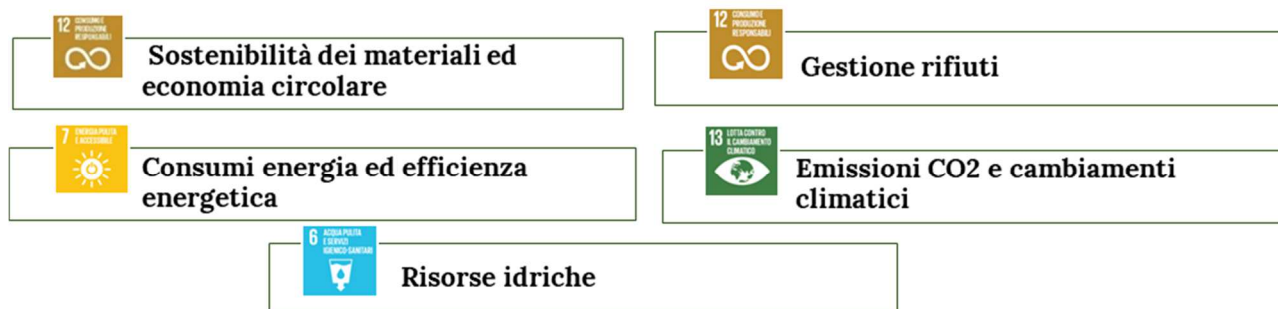 12 CONSUMO E
PRODUZIONE
RESPONSABILI
Sostenibilità dei materiali ed
economia circolare
12 CONSUMO E
PRODUZIONE
RESPONSABILI
Gestione rifiuti
7 ENERGIA PULITA
E ACCESSIBILE
Consumi energia ed efficienza
energetica
13 LOTTA CONTRO
IL CAMBIAMENTO
CLIMATICO
Emissioni CO2 e cambiamenti
climatici
6 ACQUA PULITA
E SERVIZI
IGIENICO-SANITARI
Risorse idriche